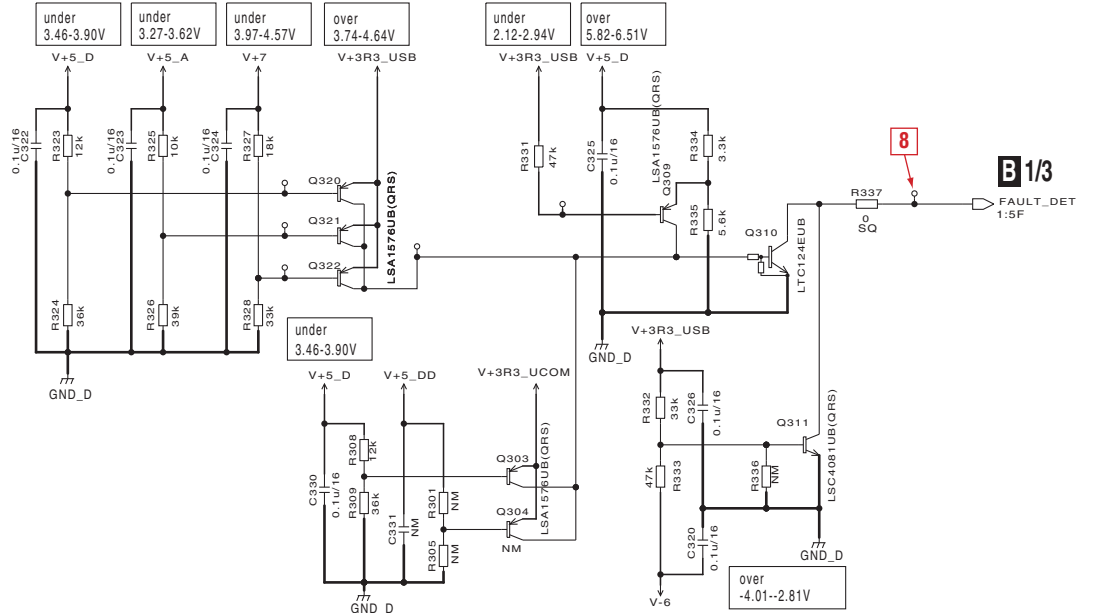 under
3.46-3.90V
under
3.27-3.62V
under
3.97-4.57V
over
3.74-4.64V
under
2.12-2.94V
over
5.82-6.51V
V+5_D
V+5_A
V+7
V+3R3_USB
V+3R3_USB
V+5_D
C322
0.1u/16
R323
12k
C323
0.1u/16
R325
10k
C324
0.1u/16
R327
18k
Q320
Q321
Q322
LSA1576UB(QRS)
R324
36k
R326
39k
R328
33k
GND_D
R331
47k
C325
0.1u/16
LSA1576UB(QRS)
Q309
R334
3.3k
R335
5.6k
Q310
LTC124EUB
GND_D
8
B 1/3
R337
0
SQ
FAULT_DET
1:5F
under
3.46-3.90V
V+5_D
V+5_DD
V+3R3_UCOM
C330
0.1u/16
R308
12k
R309
36k
C331
NM
R301
NM
R305
NM
Q303
Q304
NM
LSA1576UB(QRS)
GND_D
V+3R3_USB
R332
33k
C326
0.1u/16
47k
R333
R336
NM
Q311
LSC4081UB(QRS)
C320
0.1u/16
GND_D
V-6
over
-4.01--2.81V